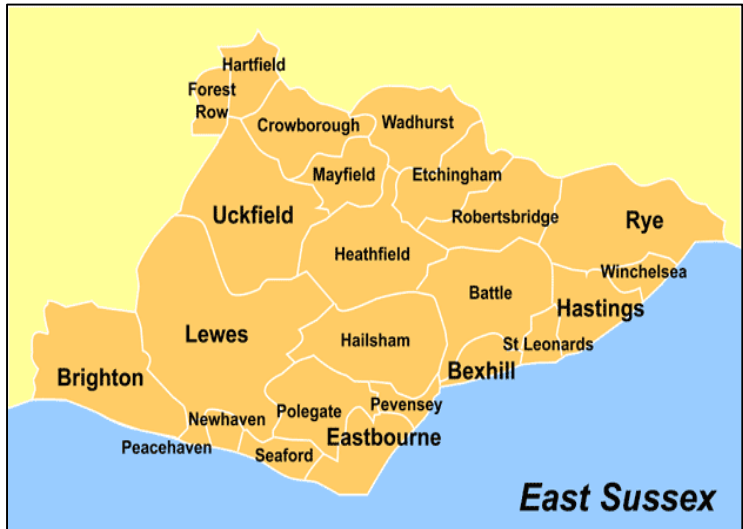 Hartfield
Forest
Row
Crowborough
Wadhurst
Mayfield
Etchingham
Uckfield
Robertsbridge
Rye
Heathfield
Winchelsea
Battle
Hastings
Lewes
Hailsham
St Leonards
Brighton
Bexhill
Pevensey
Newhaven
Polegate
Eastbourne
Peacehaven
Seaford
East Sussex